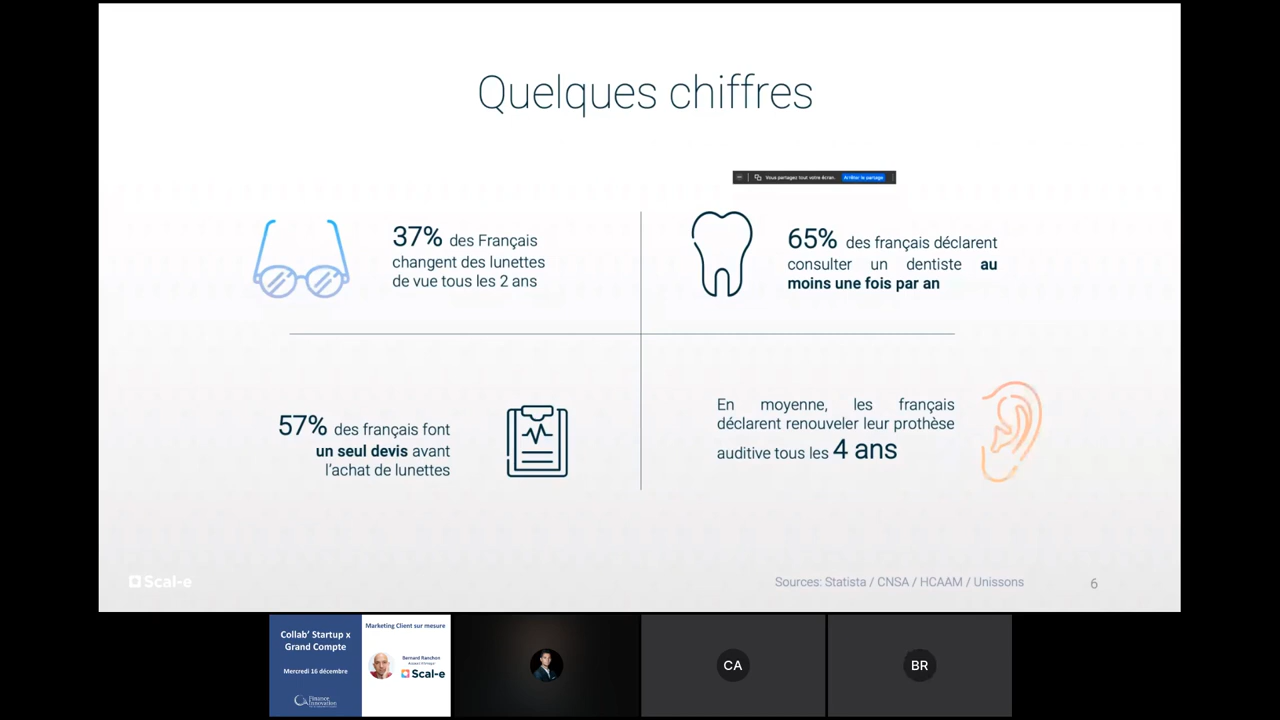 Quelques chiffres
Vous partagez tout votre écran. Arrêter le partage
37% des Français
changent des lunettes
de vue tous les 2 ans
65% des français déclarent
consulter un dentiste au
moins une fois par an
57% des français font
un seul devis avant
l'achat de lunettes
En moyenne, les français
déclarent renouveler leur prothèse
auditive tous les 4 ans
Scal-e
Sources: Statista / CNSA / HCAAM / Unissons
6
Collab' Startup x
Grand Compte
Mercredi 16 décembre
Finance
Innovation
Marketing Client sur mesure
Bernard Ranchon
Scal-e
CA
BR